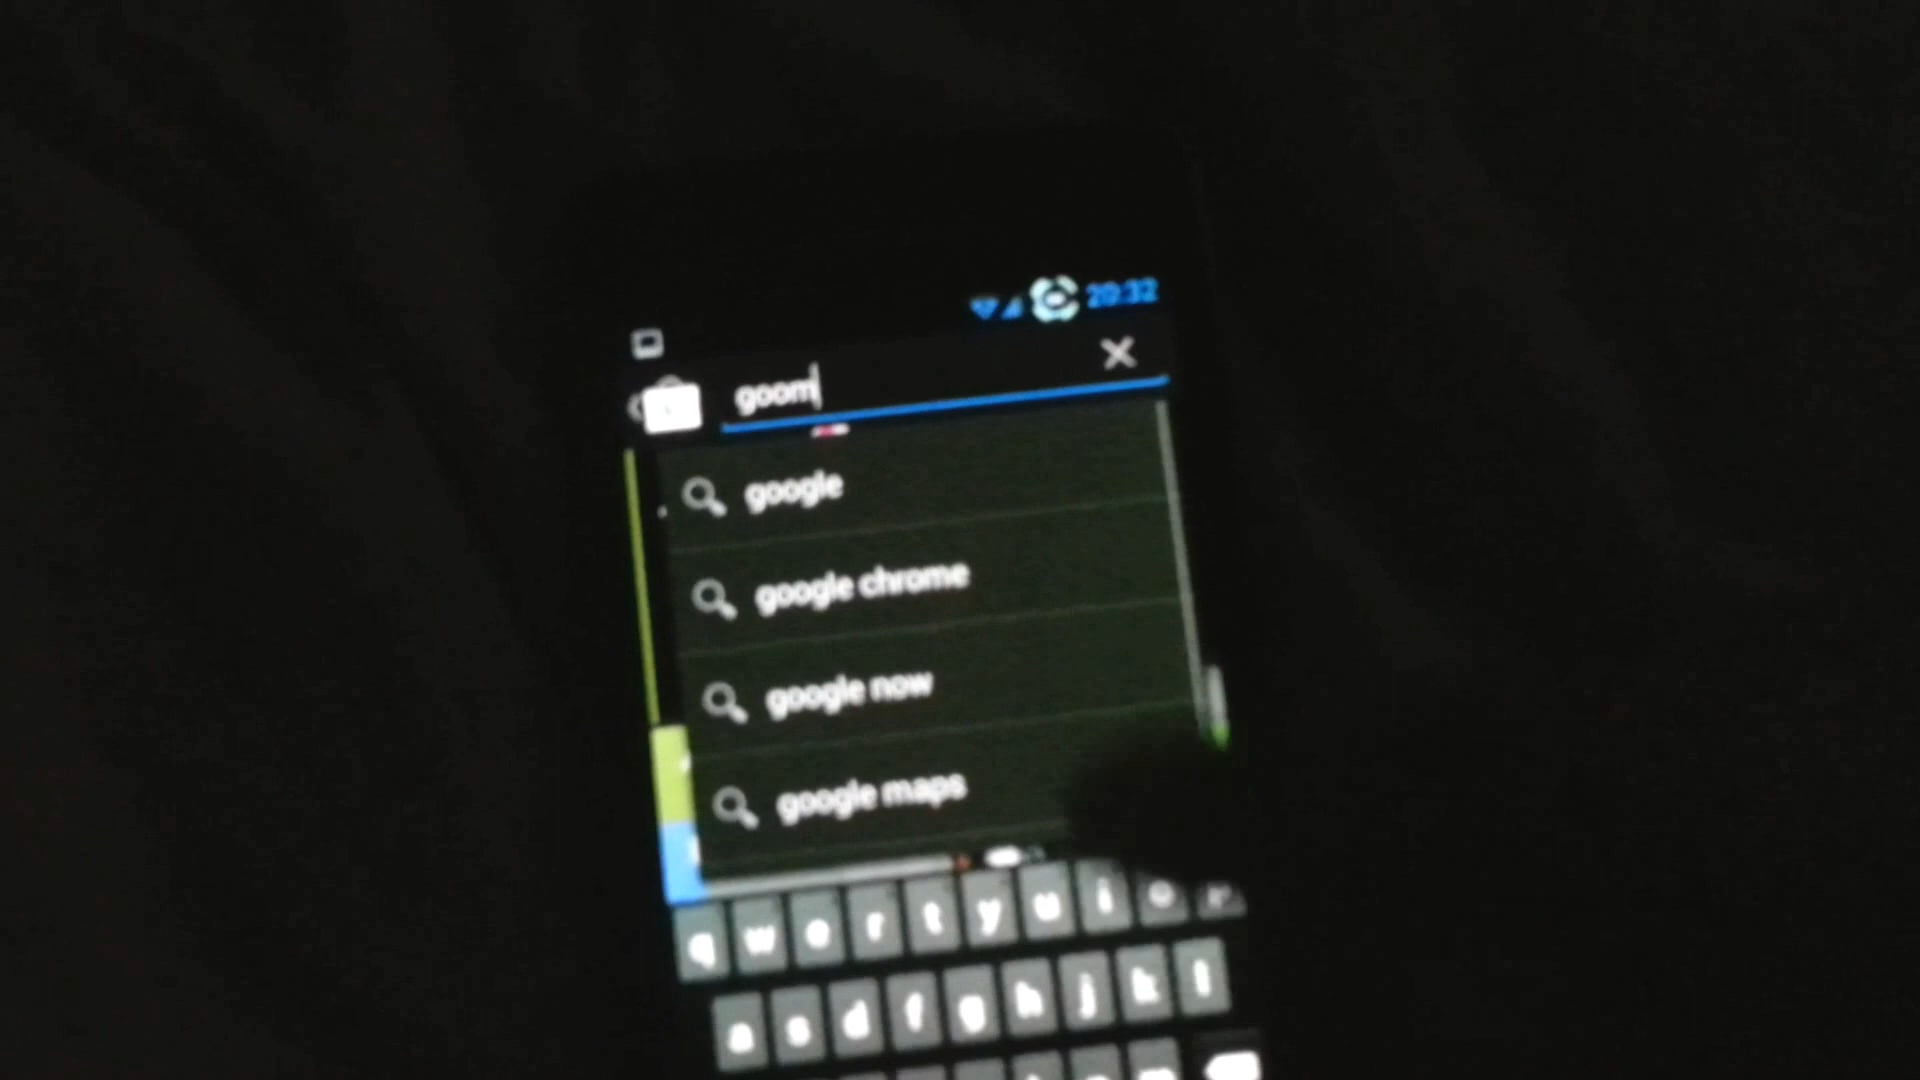 20:32
goom
google
google chrome
google now
google maps
q w e r t y u i o p
a s d f g h j k l